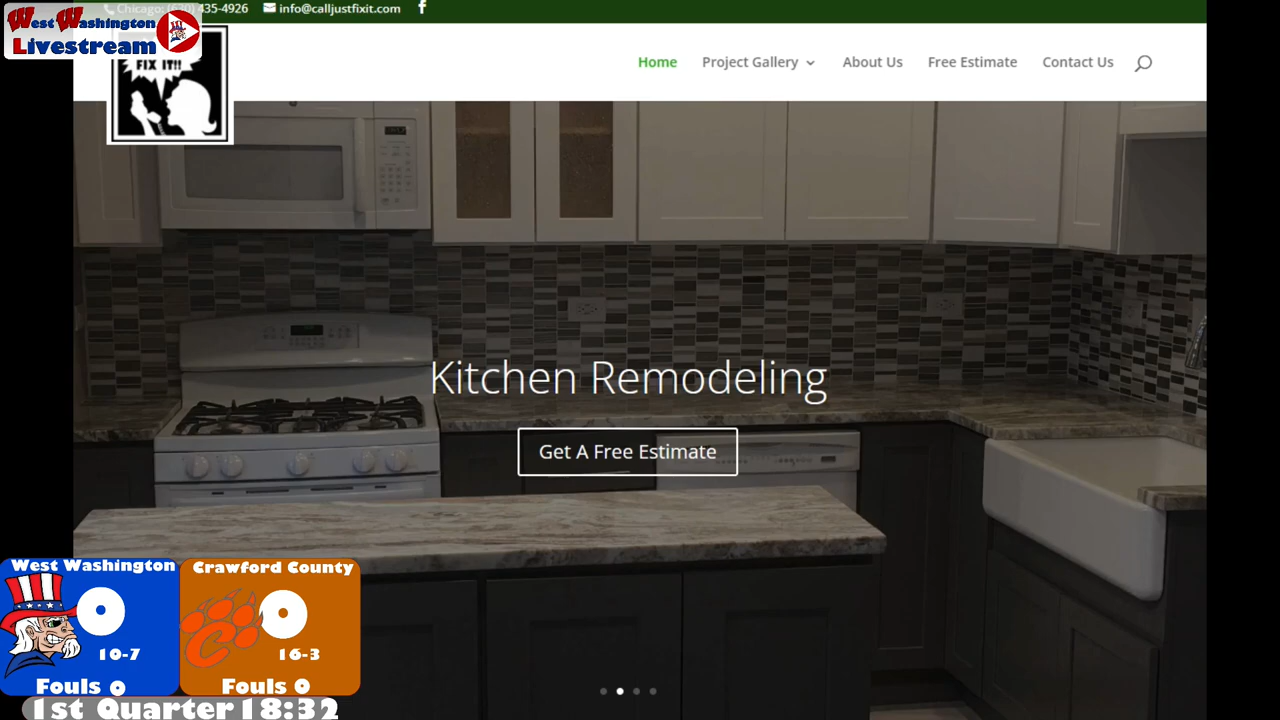 Chicago: (630) 435-4926 info@calljustfixit.com
West Washington
Livestream
FIX IT!!
Home Project Gallery About Us Free Estimate Contact Us
Kitchen Remodeling
Get A Free Estimate
West Washington
0
10-7
Fouls 0
Crawford County
0
16-3
Fouls 0
1st Quarter 18:32